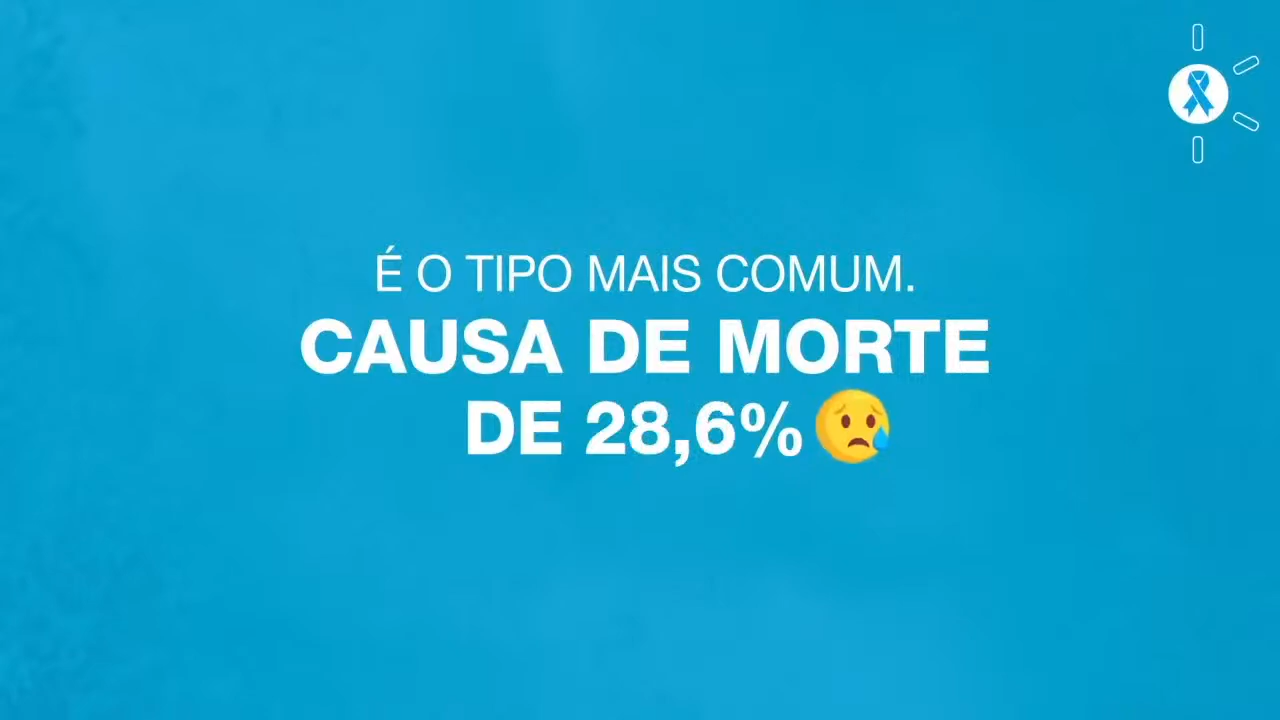 É O TIPO MAIS COMUM.
CAUSA DE MORTE
DE 28,6%